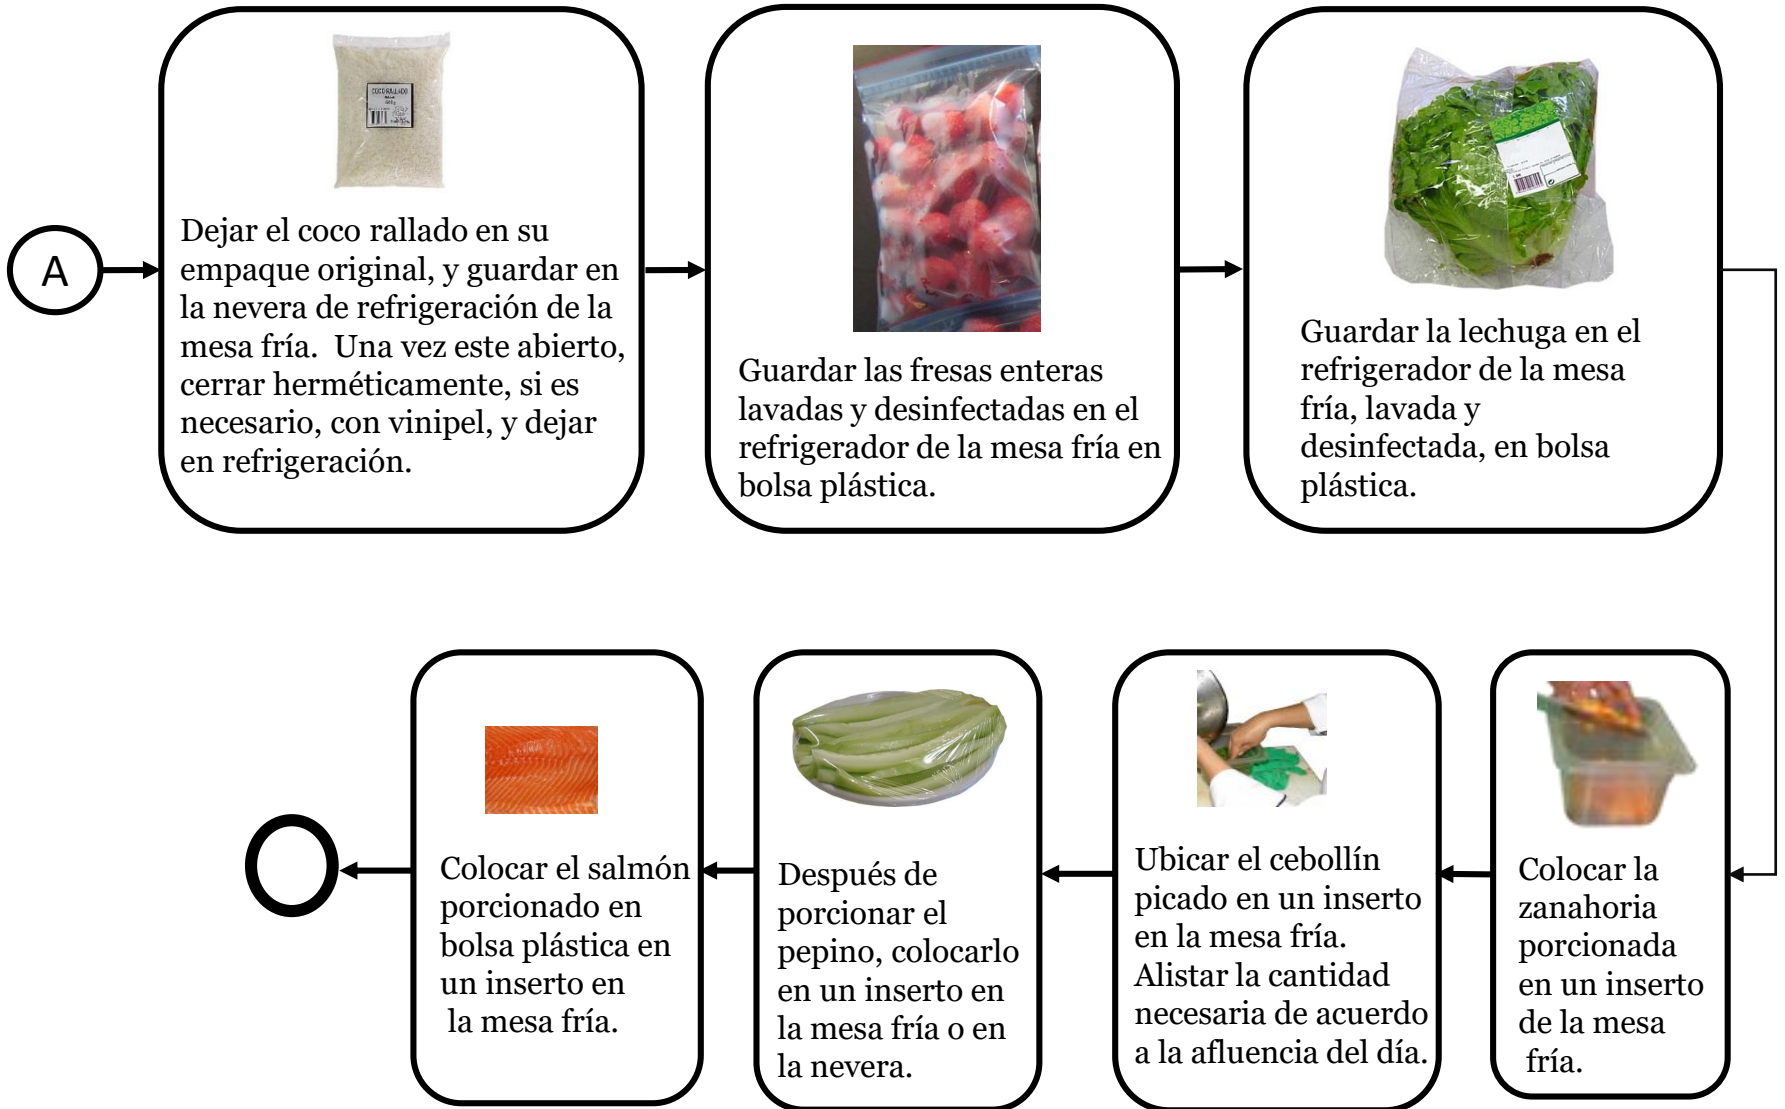 A
COCO RALLADO
Dejar el coco rallado en su
empaque original, y guardar en
la nevera de refrigeración de la
mesa fría.  Una vez este abierto,
cerrar herméticamente, si es
necesario, con vinipel, y dejar
en refrigeración.
Guardar las fresas enteras
lavadas y desinfectadas en el
refrigerador de la mesa fría en
bolsa plástica.
Guardar la lechuga en el
refrigerador de la mesa
fría, lavada y
desinfectada, en bolsa
plástica.
Colocar la
zanahoria
porcionada
en un inserto
de la mesa
fría.
Ubicar el cebollín
picado en un inserto
en la mesa fría.
Alistar la cantidad
necesaria de acuerdo
a la afluencia del día.
Después de
porcionar el
pepino, colocarlo
en un inserto en
la mesa fría o en
la nevera.
Colocar el salmón
porcionado en
bolsa plástica en
un inserto en
la mesa fría.